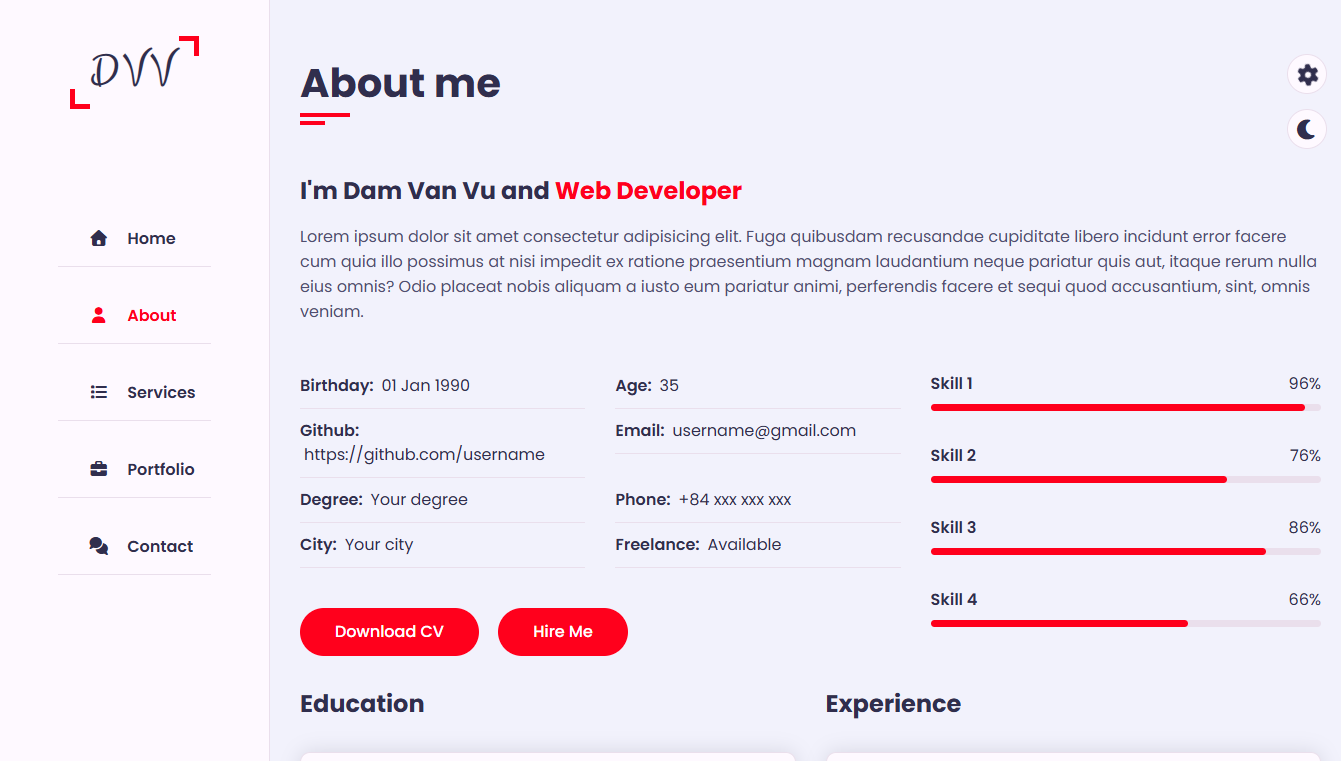 DVV
Home
About
Services
Portfolio
Contact
About me
I'm Dam Van Vu and Web Developer
Lorem ipsum dolor sit amet consectetur adipisicing elit. Fuga quibusdam recusandae cupiditate libero incidunt error facere
cum quia illo possimus at nisi impedit ex ratione praesentium magnam laudantium neque pariatur quis aut, itaque rerum nulla
eius omnis? Odio placeat nobis aliquam a iusto eum pariatur animi, perferendis facere et sequi quod accusantium, sint, omnis
veniam.
Birthday: 01 Jan 1990
Age: 35
Github:
https://github.com/username
Email: username@gmail.com
Degree: Your degree
Phone: +84 xxx xxx xxx
City: Your city
Freelance: Available
Skill 1 96%
Skill 2 76%
Skill 3 86%
Skill 4 66%
Download CV
Hire Me
Education
Experience